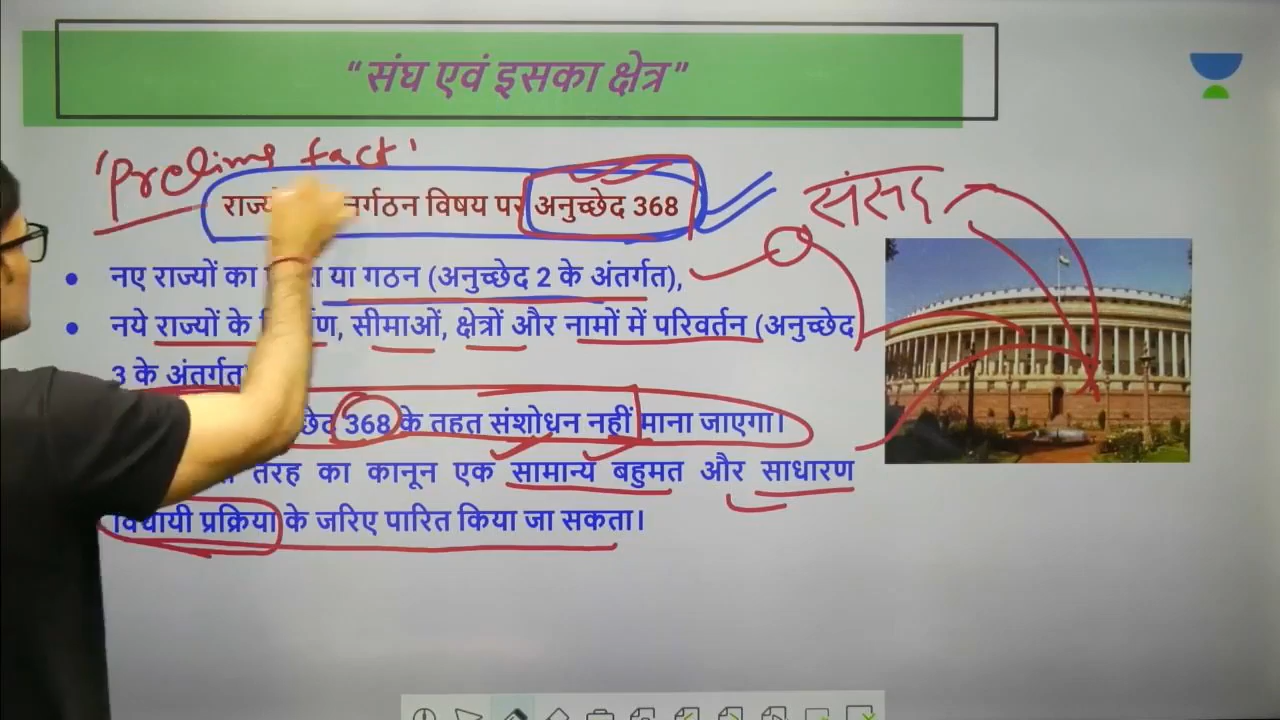 “संघ एवं इसका क्षेत्र”
'Prelims fact'
विषय पर अनुच्छेद 368
संसद
नए राज्यों का या गठन (अनुच्छेद 2 के अंतर्गत),
नये राज्यों के सीमाओं, क्षेत्रों और नामों में परिवर्तन (अनुच्छेद
3 के अंतर्गत
368 के तहत संशोधन नहीं माना जाएगा।
तरह का कानून एक सामान्य बहुमत और साधारण
विधायी प्रक्रिया के जरिए पारित किया जा सकता।